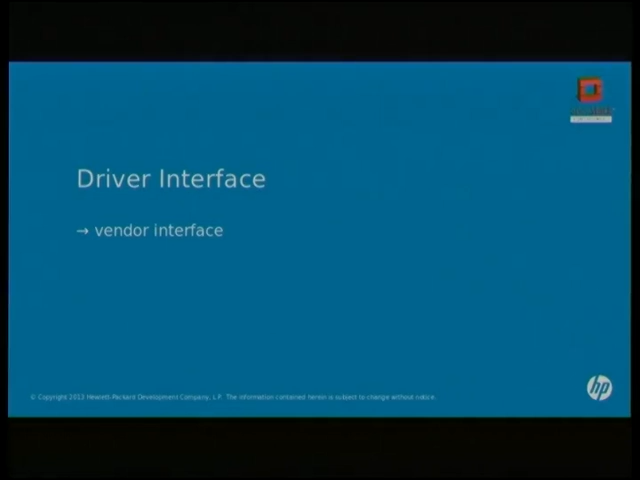 Driver Interface
→ vendor interface
© Copyright 2013 Hewlett-Packard Development Company, L.P. The information contained herein is subject to change without notice.
hp